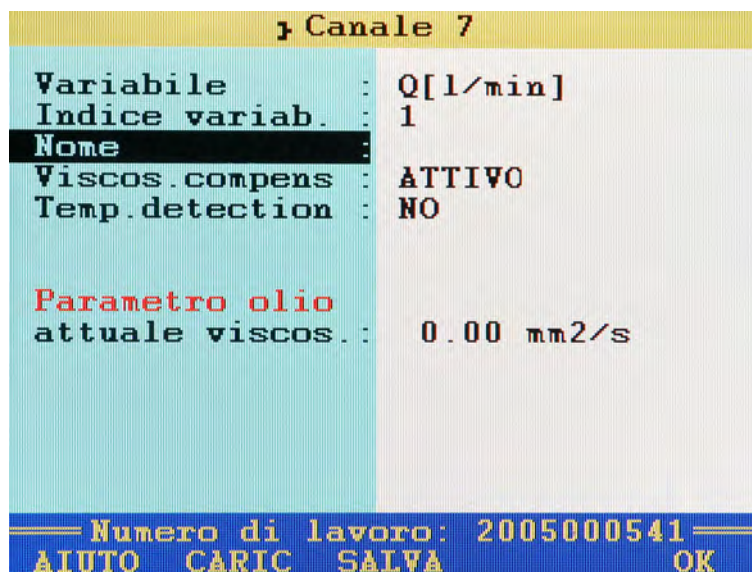 Canale 7
Variabile : Q[l/min]
Indice variab. : 1
Nome :
Viscos.compens : ATTIVO
Temp.detection : NO
Parametro olio
attuale viscos.: 0.00 mm2/s
Numero di lavoro: 2005000541
AIUTO CARIC SALVA OK